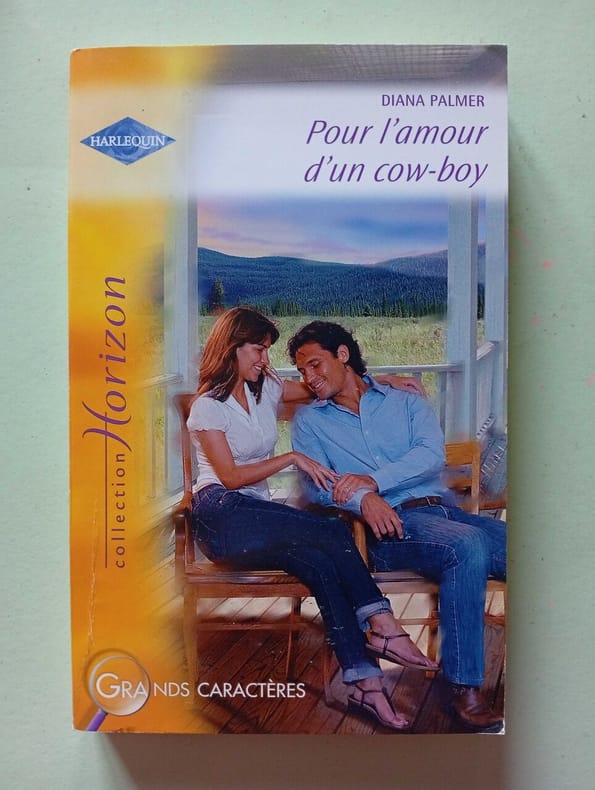 HARLEQUIN
DIANA PALMER
Pour l'amour
d'un cow-boy
collection Horizon
GRANDS CARACTÈRES